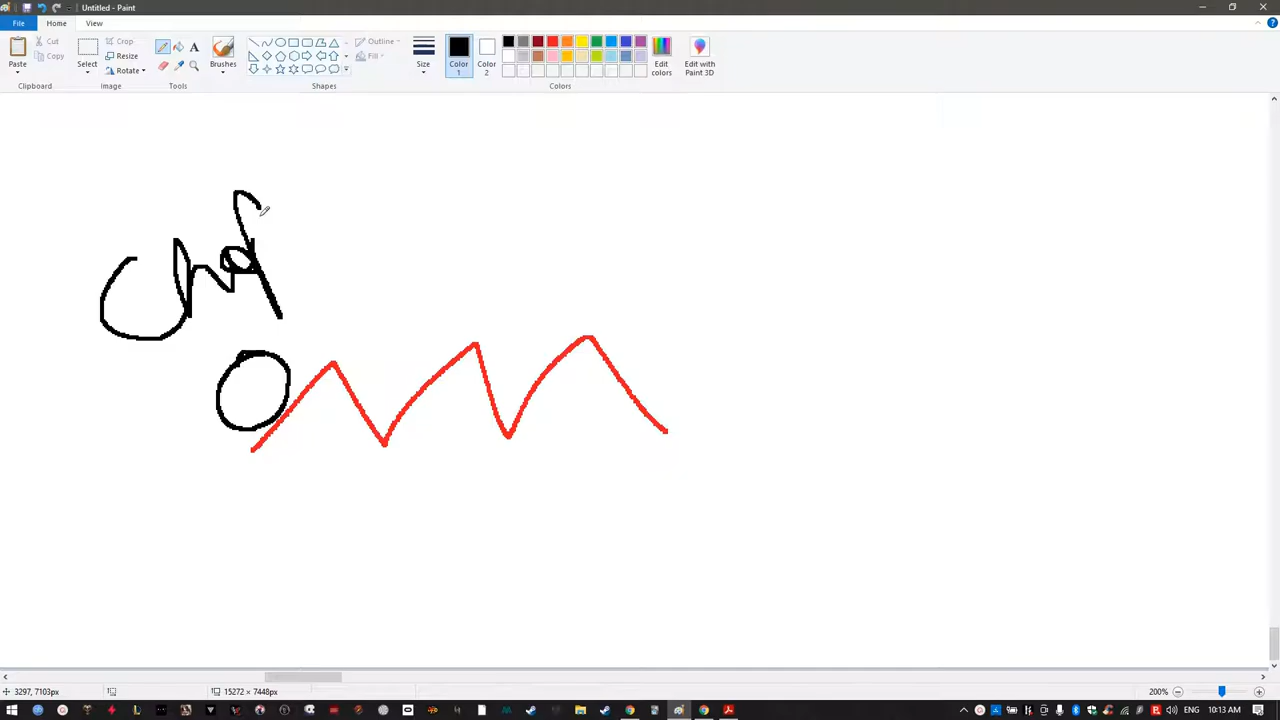 Untitled - Paint
File Home View
Paste Cut Copy Clipboard
Select Crop Resize Rotate Image
Tools
Brushes
Outline Fill Shapes
Size
Color 1 Color 2 Edit colors Edit with Paint 3D Colors
Chef
3297, 7103px 15272 × 7448px 200%
ENG 10:13 AM